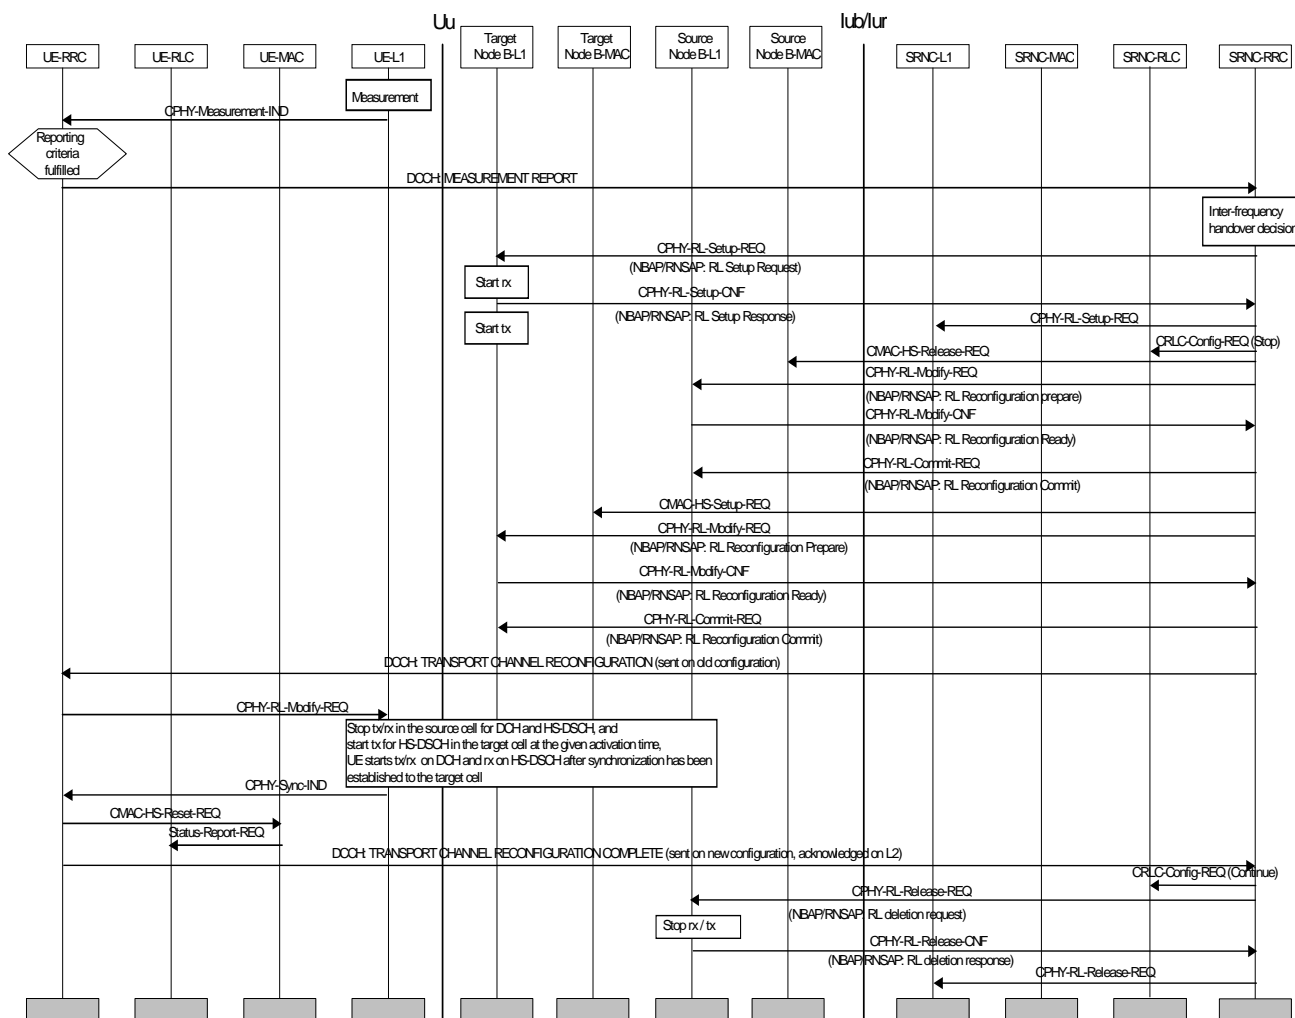 Uu
Iub/Iur
UE-RRC
UE-RLC
UE-MAC
UE-L1
Target
Node B-L1
Target
Node B-MAC
Source
Node B-L1
Source
Node B-MAC
SRNC-L1
SRNC-MAC
SRNC-RLC
SRNC-RRC
Measurement
CPHY-Measurement-IND
Reporting
criteria
fulfilled
DCCH: MEASUREMENT REPORT
Inter-frequency
handover decision
CPHY-RL-Setup-REQ
(NBAP/RNSAP: RL Setup Request)
Start rx
CPHY-RL-Setup-CNF
(NBAP/RNSAP: RL Setup Response)
Start tx
CPHY-RL-Setup-REQ
CRLC-Config-REQ (Stop)
CMAC-HS-Release-REQ
CPHY-RL-Modify-REQ
(NBAP/RNSAP: RL Reconfiguration prepare)
CPHY-RL-Modify-CNF
(NBAP/RNSAP: RL Reconfiguration Ready)
CPHY-RL-Commit-REQ
(NBAP/RNSAP: RL Reconfiguration Commit)
CMAC-HS-Setup-REQ
CPHY-RL-Modify-REQ
(NBAP/RNSAP: RL Reconfiguration Prepare)
CPHY-RL-Modify-CNF
(NBAP/RNSAP: RL Reconfiguration Ready)
CPHY-RL-Commit-REQ
(NBAP/RNSAP: RL Reconfiguration Commit)
DCCH: TRANSPORT CHANNEL RECONFIGURATION (sent on old configuration)
CPHY-RL-Modify-REQ
Stop tx/rx in the source cell for DCH and HS-DSCH, and
start tx for HS-DSCH in the target cell at the given activation time,
UE starts tx/rx on DCH and rx on HS-DSCH after synchronization has been
established to the target cell
CPHY-Sync-IND
CMAC-HS-Reset-REQ
Status-Report-REQ
DCCH: TRANSPORT CHANNEL RECONFIGURATION COMPLETE (sent on new configuration, acknowledged on L2)
CRLC-Config-REQ (Continue)
CPHY-RL-Release-REQ
(NBAP/RNSAP: RL deletion request)
Stop rx / tx
CPHY-RL-Release-CNF
(NBAP/RNSAP: RL deletion response)
CPHY-RL-Release-REQ